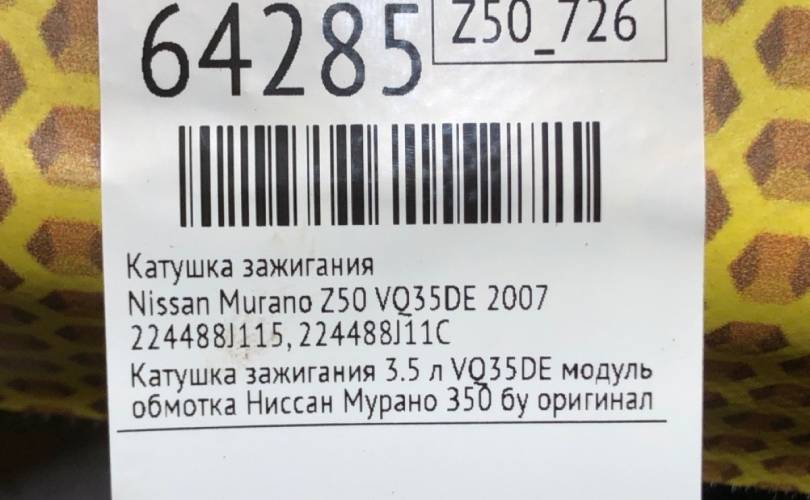 64285
Z50_726
Катушка зажигания
Nissan Murano Z50 VQ35DE 2007
224488J115, 224488J11C
Катушка зажигания 3.5 л VQ35DE модуль
обмотка Ниссан Мурано З50 бу оригинал